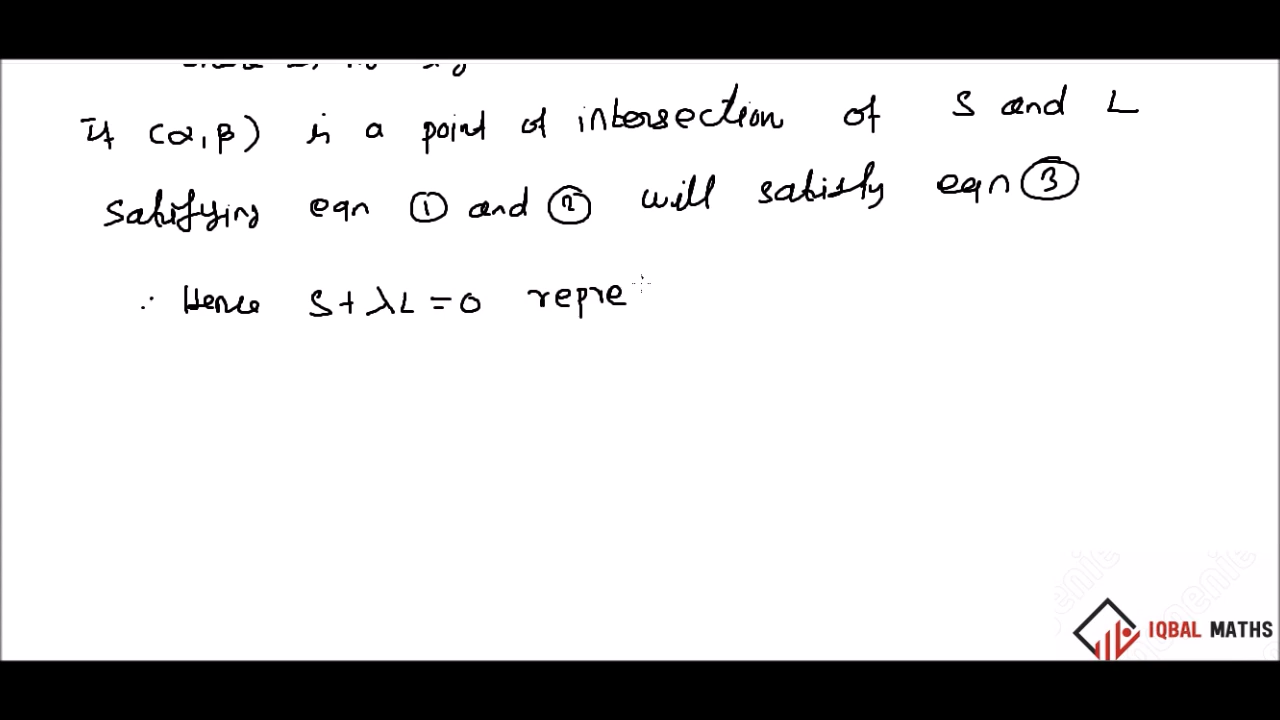 If (α, β) is a point of intersection of S and L
satisfying eqn ① and ② will satisfy eqn ③
∴ Hence S + λL = 0 repre
IQBAL MATHS